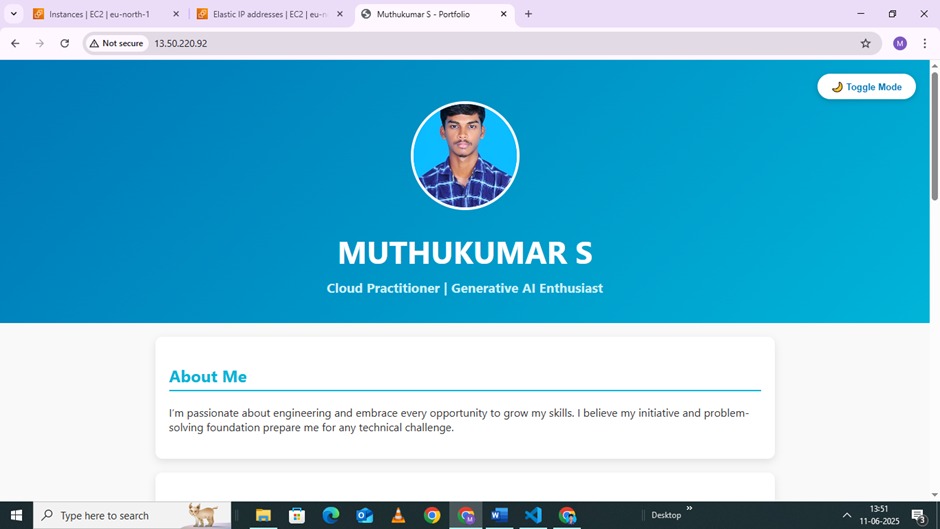 Instances | EC2 | eu-north-1
Elastic IP addresses | EC2 | eu-n
Muthukumar S - Portfolio
Not secure
13.50.220.92
M
🌙 Toggle Mode
MUTHUKUMAR S
Cloud Practitioner | Generative AI Enthusiast
About Me
I'm passionate about engineering and embrace every opportunity to grow my skills. I believe my initiative and problem-
solving foundation prepare me for any technical challenge.
Type here to search
Desktop
13:51
11-06-2025
3